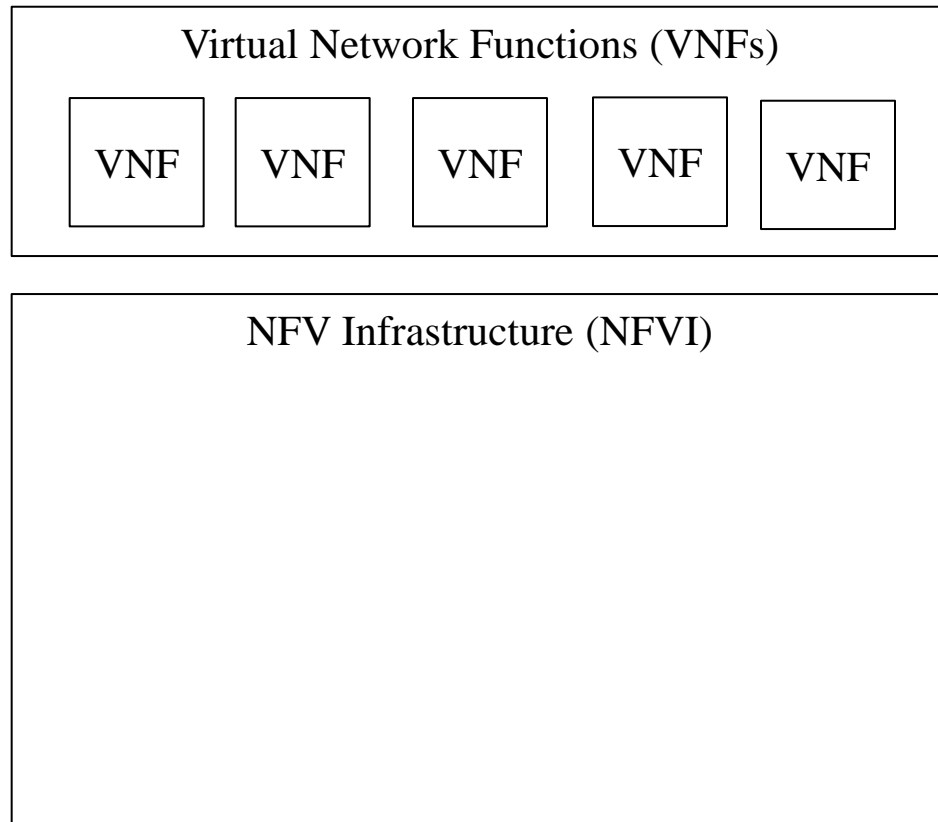 Virtual Network Functions (VNFs)
VNF VNF VNF VNF VNF
NFV Infrastructure (NFVI)